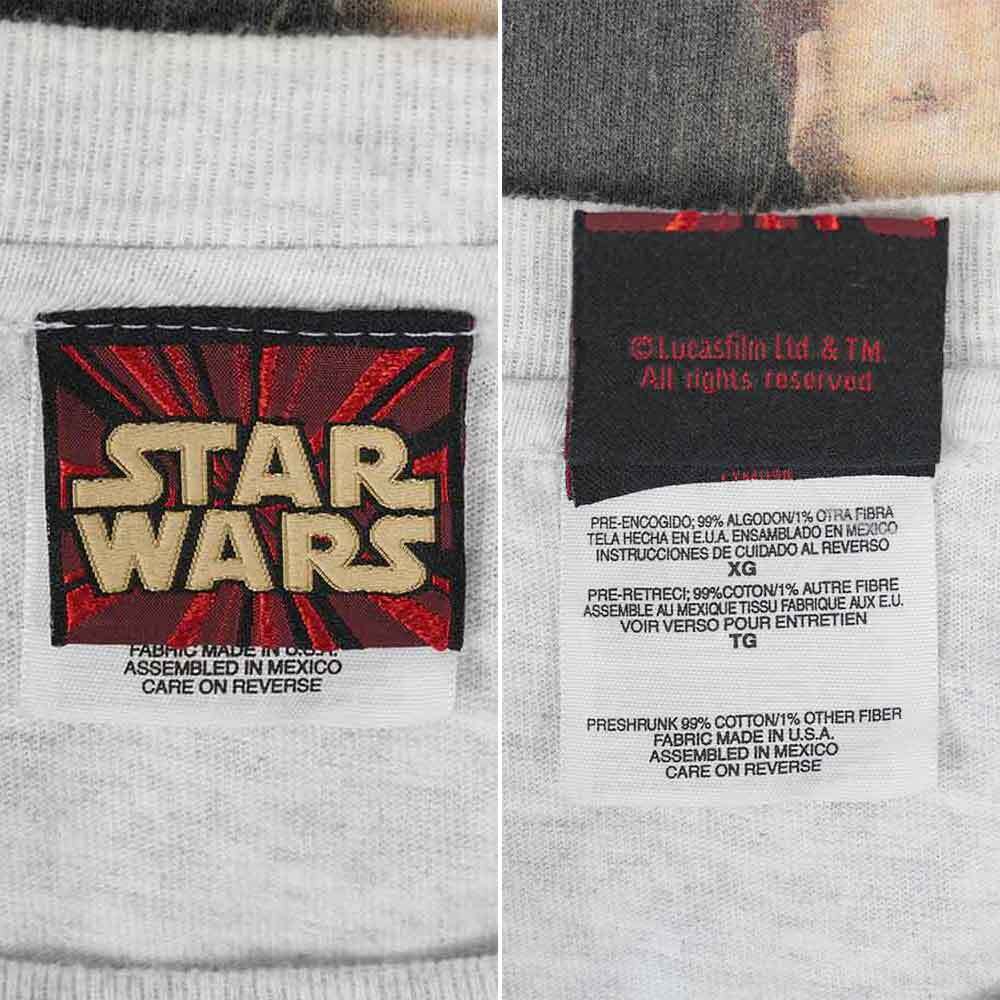 STAR
WARS
FABRIC MADE IN U.S.A.
ASSEMBLED IN MEXICO
CARE ON REVERSE
© Lucasfilm Ltd. & TM.
All rights reserved
PRE-ENCOGIDO; 99% ALGODON/1% OTRA FIBRA
TELA HECHA EN E.U.A. ENSAMBLADO EN MEXICO
INSTRUCCIONES DE CUIDADO AL REVERSO
XG
PRE-RETRECI; 99%COTON/1% AUTRE FIBRE
ASSEMBLE AU MEXIQUE TISSU FABRIQUE AUX E.U.
VOIR VERSO POUR ENTRETIEN
TG
PRESHRUNK 99% COTTON/1% OTHER FIBER
FABRIC MADE IN U.S.A.
ASSEMBLED IN MEXICO
CARE ON REVERSE